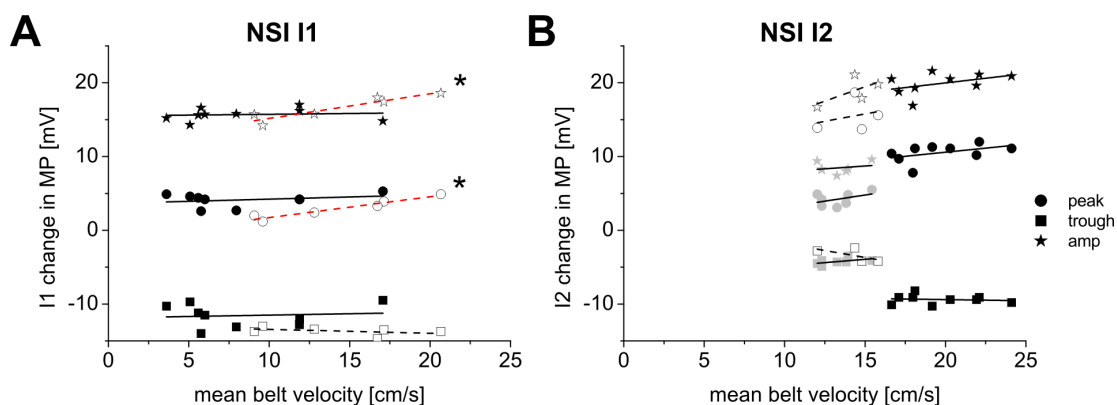 A
NSI I1
I1 change in MP [mV]
20
10
0
-10
*
*
0
5
10
15
20
25
mean belt velocity [cm/s]
B
NSI I2
I2 change in MP [mV]
20
10
0
-10
0
5
10
15
20
25
mean belt velocity [cm/s]
peak
trough
amp